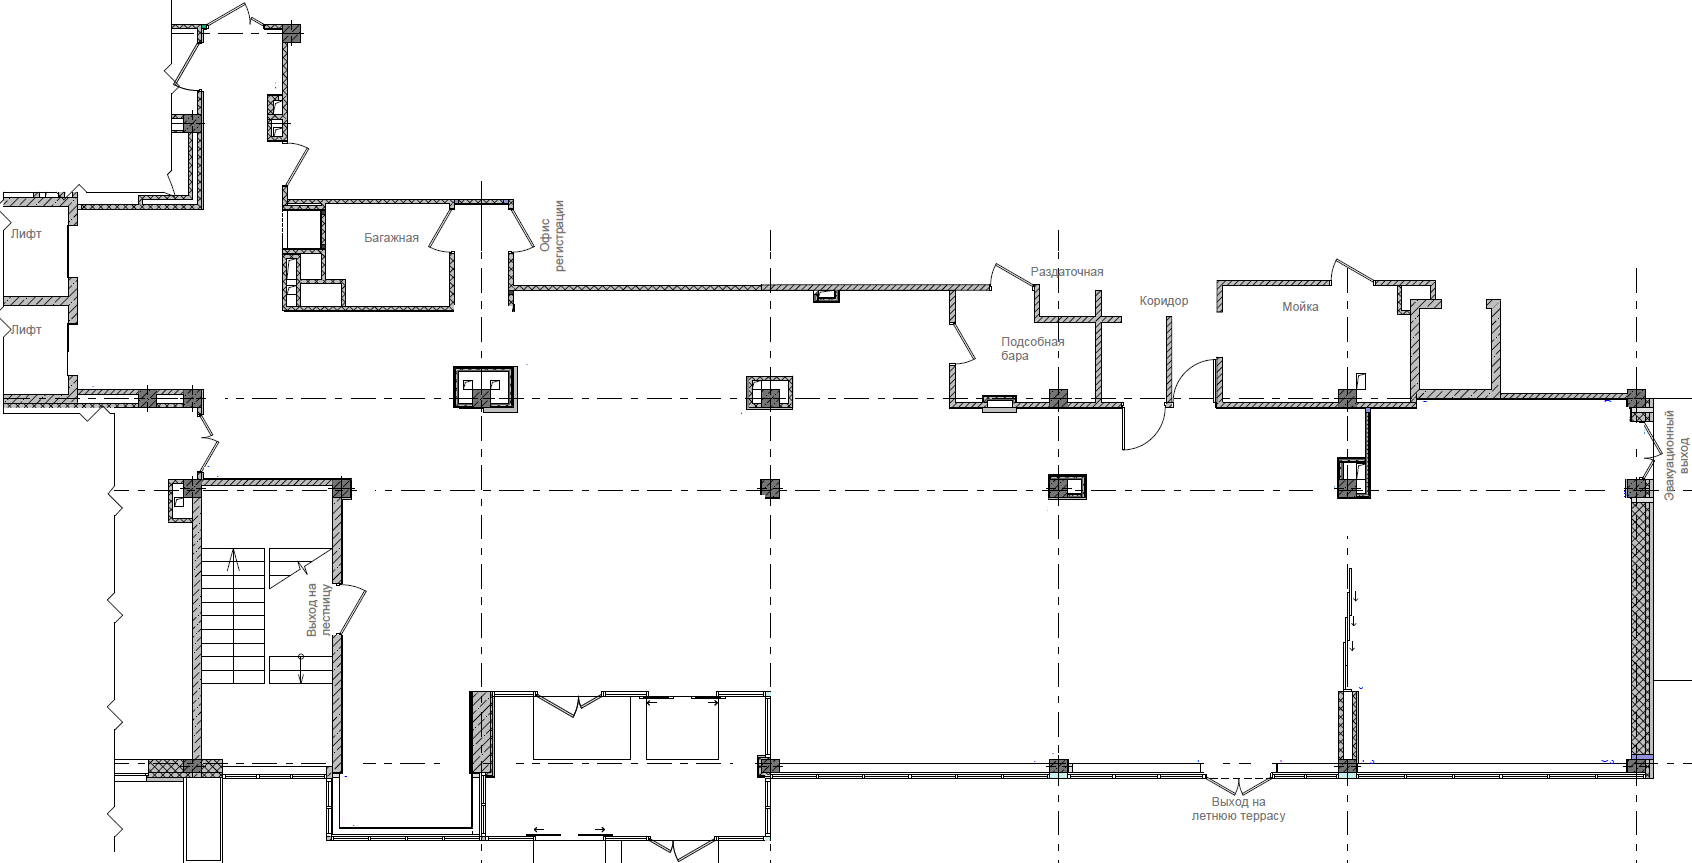 Лифт
Багажная
Офис
регистрации
Раздаточная
Коридор
Мойка
Лифт
Подсобная
бара
Эвакуационный
выход
Выход на
лестницу
Выход на
летнюю террасу